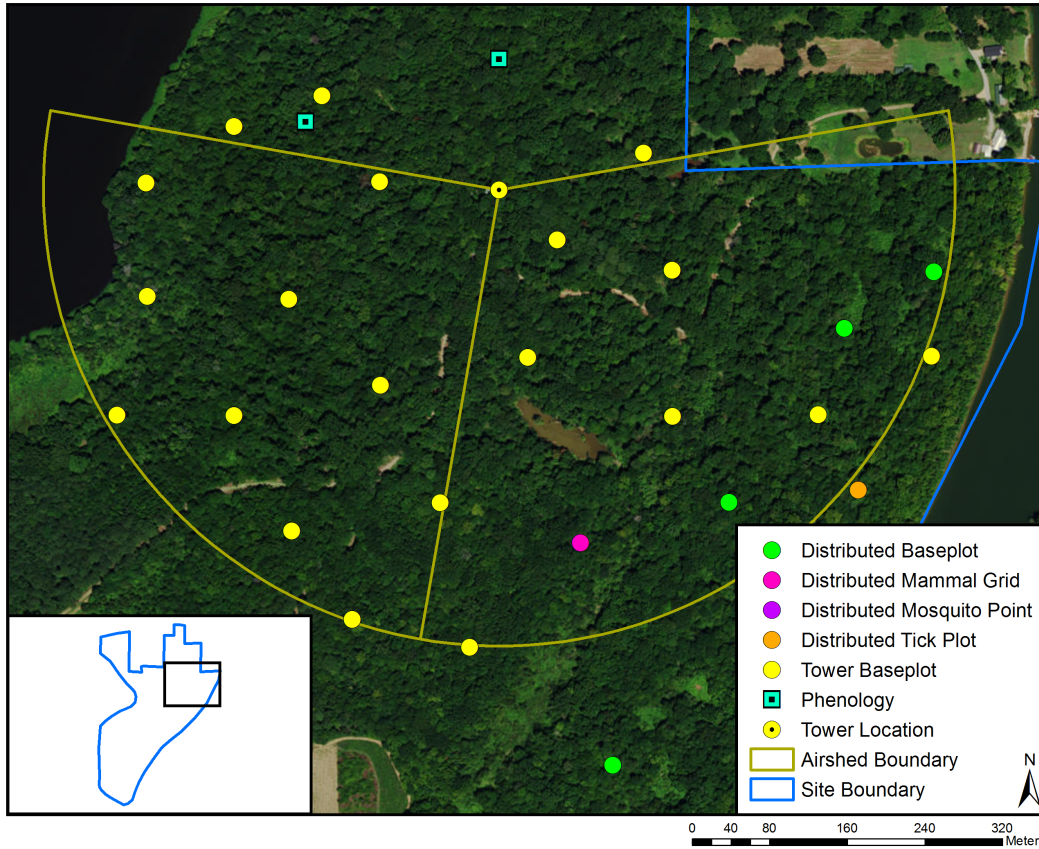 Distributed Baseplot
Distributed Mammal Grid
Distributed Mosquito Point
Distributed Tick Plot
Tower Baseplot
Phenology
Tower Location
Airshed Boundary
Site Boundary
N
0 40 80 160 240 320
Meter